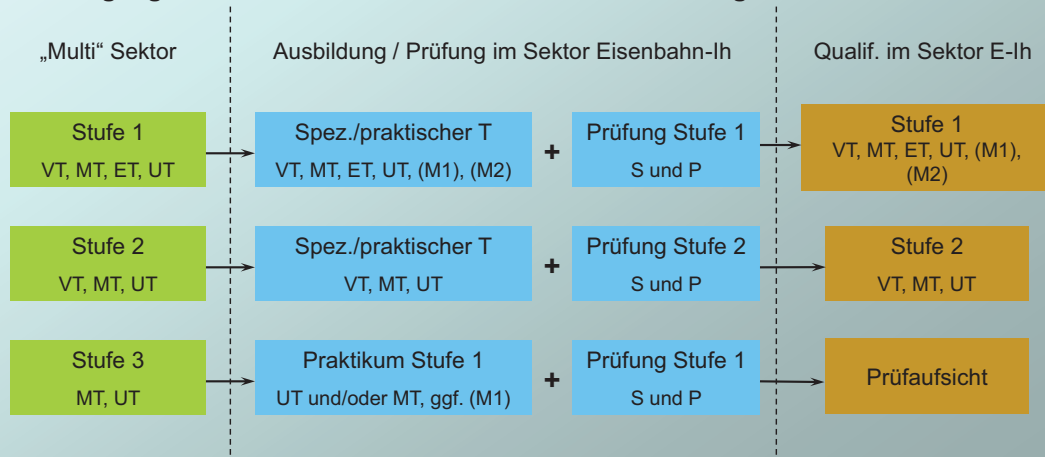 „Multi“ Sektor
Ausbildung / Prüfung im Sektor Eisenbahn-Ih
Qualif. im Sektor E-Ih
Stufe 1
VT, MT, ET, UT
Spez./praktischer T
VT, MT, ET, UT, (M1), (M2)
+
Prüfung Stufe 1
S und P
Stufe 1
VT, MT, ET, UT, (M1),
(M2)
Stufe 2
VT, MT, UT
Spez./praktischer T
VT, MT, UT
+
Prüfung Stufe 2
S und P
Stufe 2
VT, MT, UT
Stufe 3
MT, UT
Praktikum Stufe 1
UT und/oder MT, ggf. (M1)
+
Prüfung Stufe 1
S und P
Prüfaufsicht